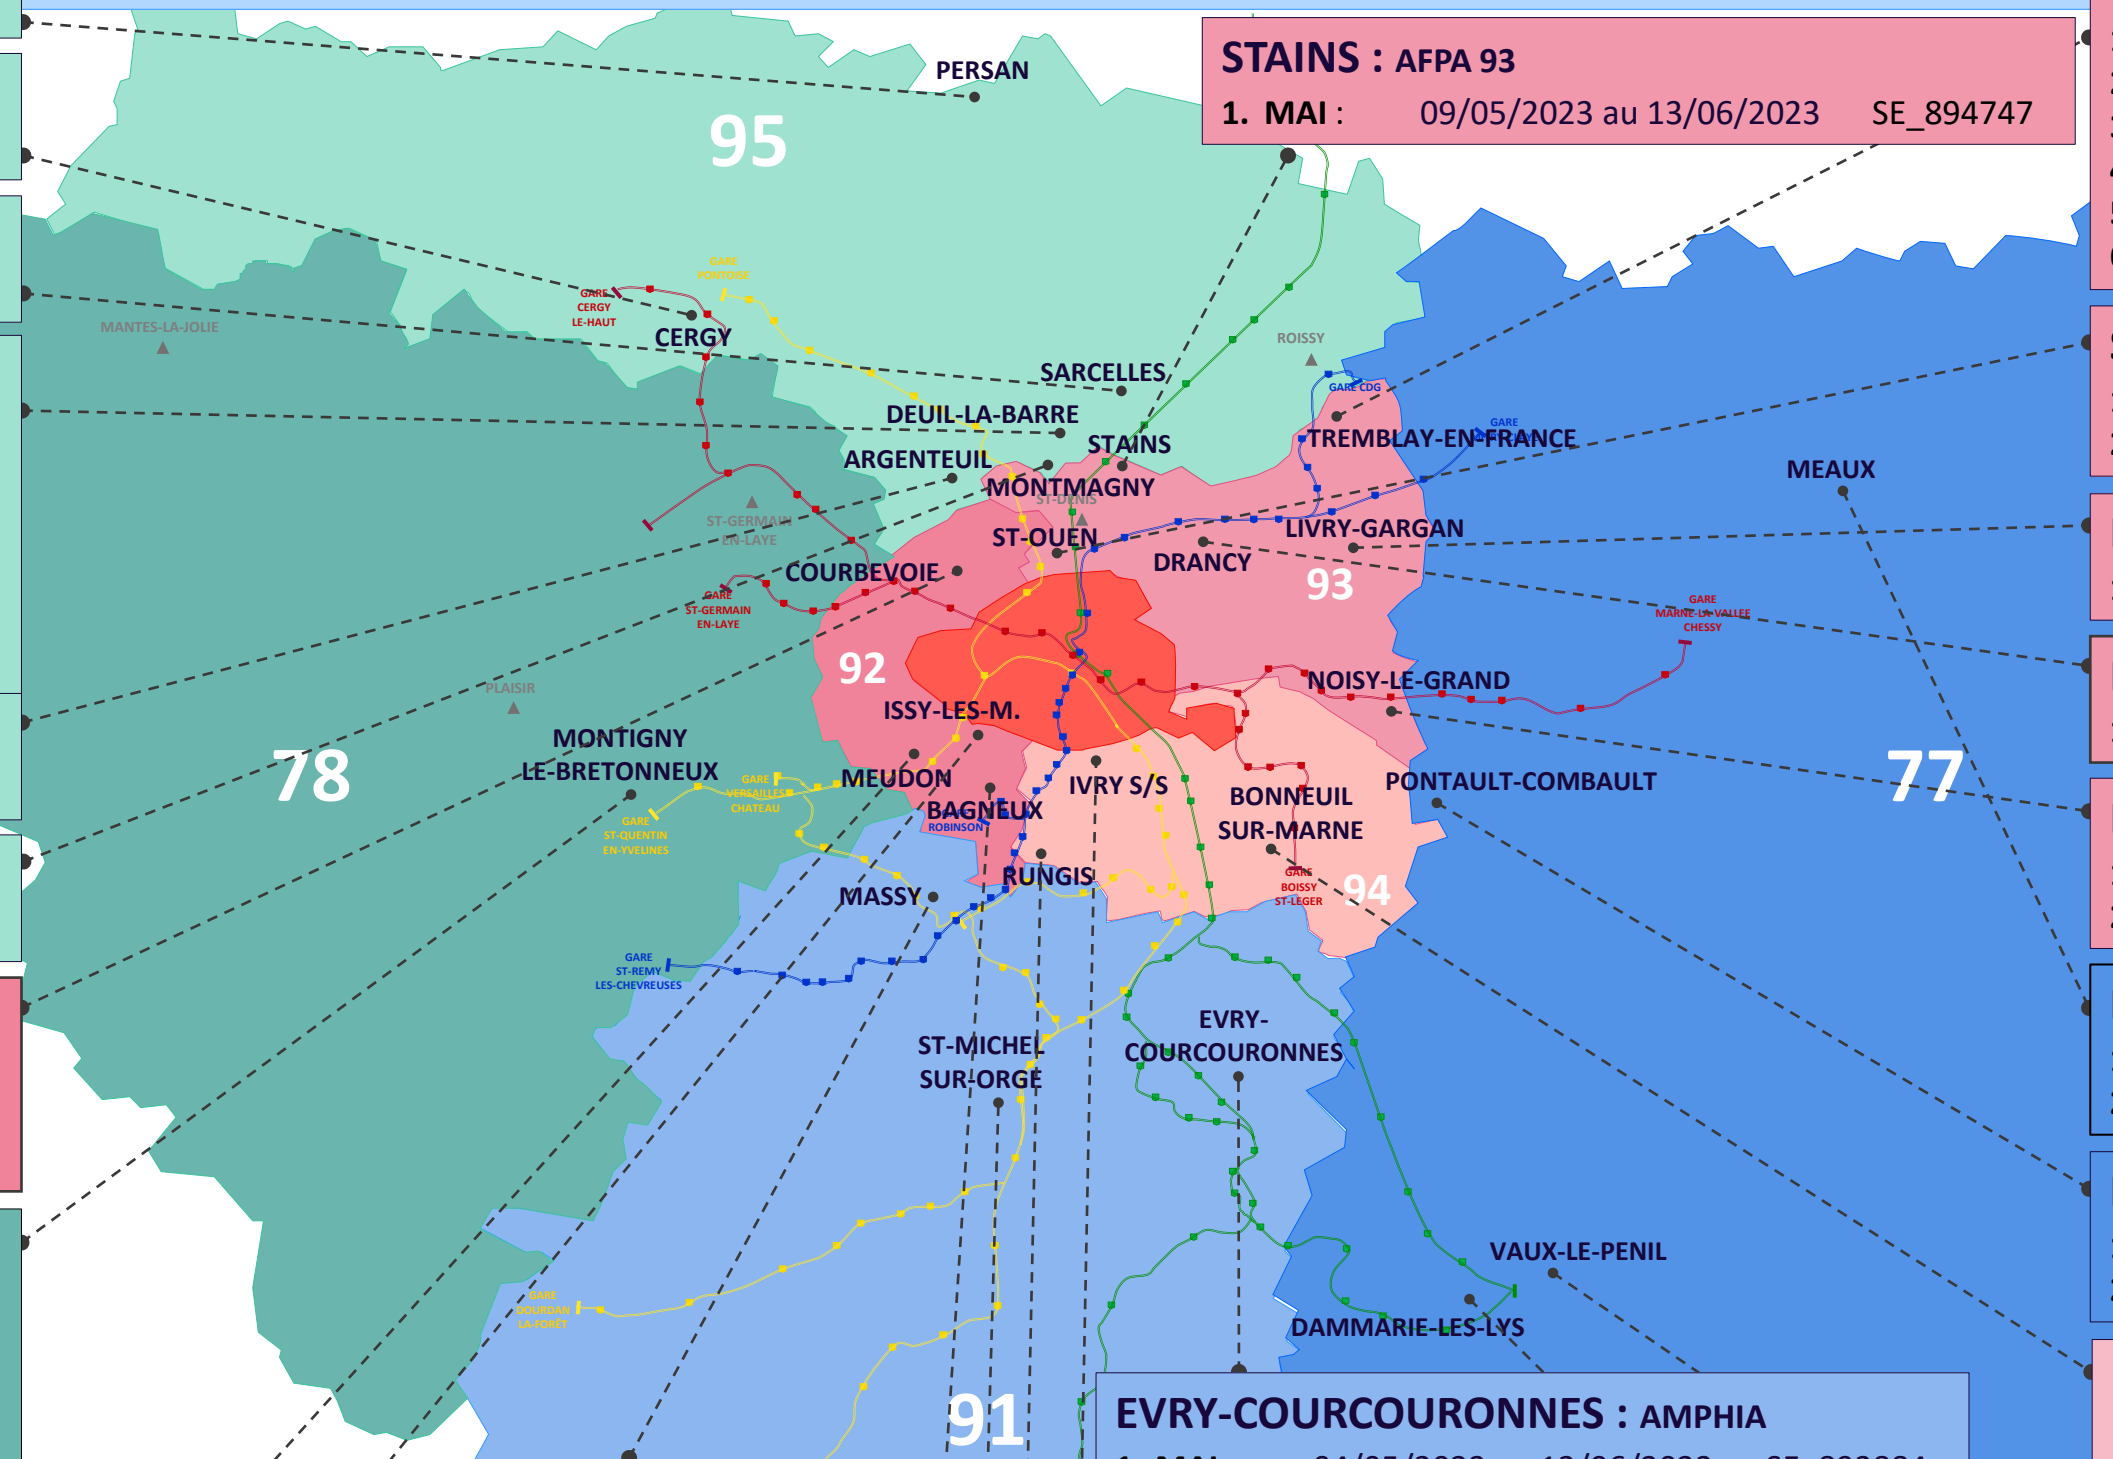 STAINS : AFPA 93
1. MAI : 09/05/2023 au 13/06/2023 SE_894747
PERSAN
95
GARE
PONTOISE
GARE
CERGY
LE-HAUT
MANTES-LA-JOLIE
CERGY
ROISSY
SARCELLES
GARE CDG
DEUIL-LA-BARRE
GARE
STAINS
TREMBLAY-EN-FRANCE
ARGENTEUIL
MEAUX
MONTMAGNY
ST-DENIS
ST-GERMAIN
EN-LAYE
ST-OUEN
LIVRY-GARGAN
DRANCY
COURBEVOIE
93
GARE
ST-GERMAIN
EN-LAYE
GARE
MARNE-LA-VALLEE
CHESSY
92
NOISY-LE-GRAND
PLAISIR
ISSY-LES-M.
MONTIGNY
LE-BRETONNEUX
78
77
MEUDON
GARE
VERSAILLES
CHATEAU
IVRY S/S
PONTAULT-COMBAULT
BONNEUIL
SUR-MARNE
BAGNEUX
ROBINSON
GARE
ST-QUENTIN
EN-YVELINES
RUNGIS
GARE
BOISSY
ST-LEGER
94
MASSY
GARE
ST-REMY
LES-CHEVREUSES
EVRY-
COURCOURONNES
ST-MICHEL
SUR-ORGE
VAUX-LE-PENIL
GARE
DOURDAN
LA-FORÊT
DAMMARIE-LES-LYS
91
EVRY-COURCOURONNES : AMPHIA